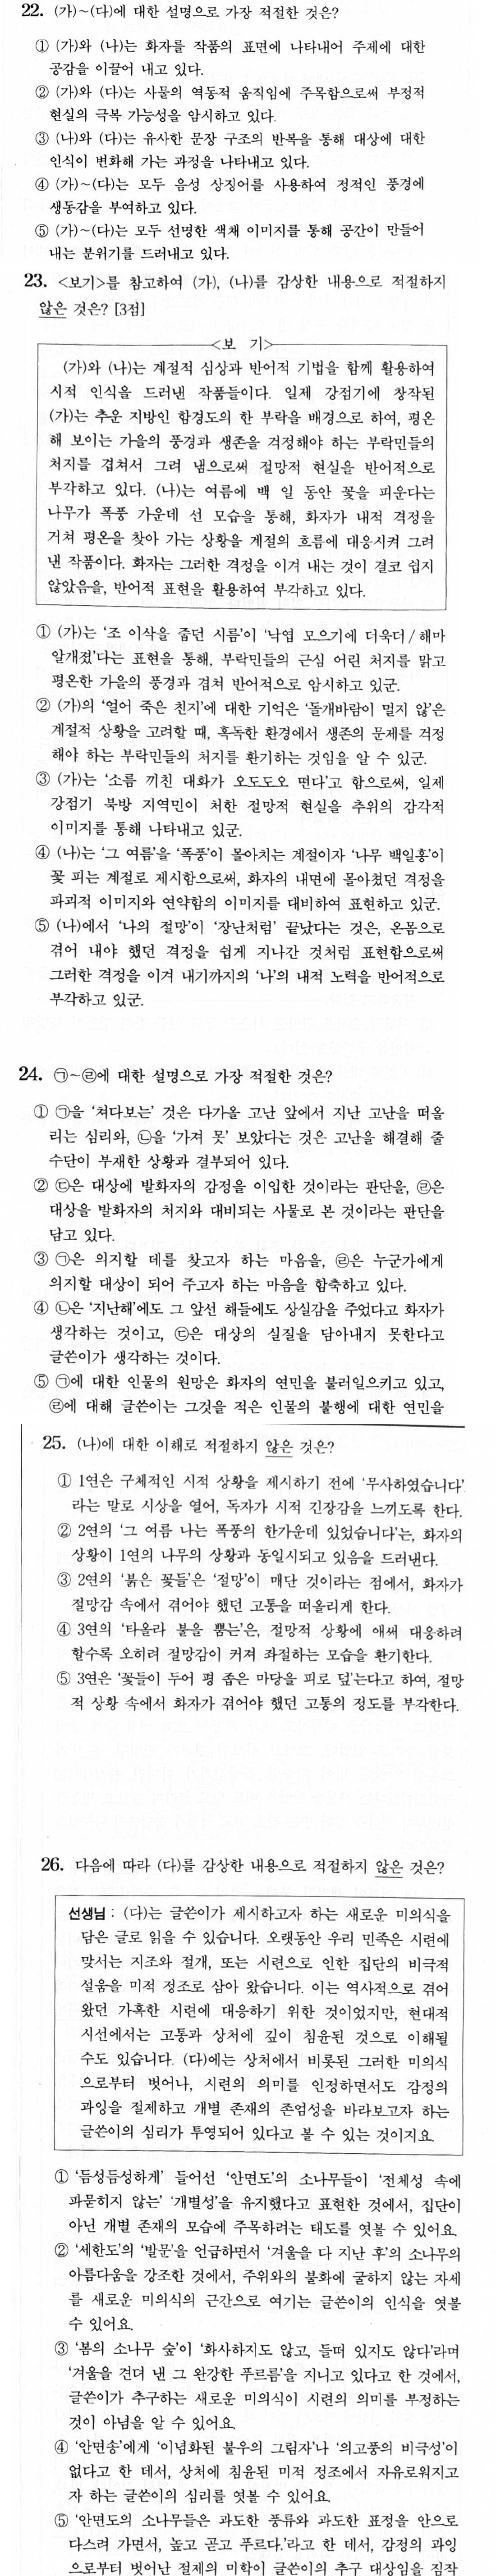 22. (가)~(다)에 대한 설명으로 가장 적절한 것은?
① (가)와 (나)는 화자를 작품의 표면에 나타내어 주제에 대한
공감을 이끌어 내고 있다.
② (가)와 (다)는 사물의 역동적 움직임에 주목함으로써 부정적
현실의 극복 가능성을 암시하고 있다.
③ (나)와 (다)는 유사한 문장 구조의 반복을 통해 대상에 대한
인식이 변화해 가는 과정을 나타내고 있다.
④ (가)~(다)는 모두 음성 상징어를 사용하여 정적인 풍경에
생동감을 부여하고 있다.
⑤ (가)~(다)는 모두 선명한 색채 이미지를 통해 공간이 만들어
내는 분위기를 드러내고 있다.
23. <보기>를 참고하여 (가), (나)를 감상한 내용으로 적절하지
않은 것은? [3점]
<보 기>
(가)와 (나)는 계절적 심상과 반어적 기법을 함께 활용하여
시적 인식을 드러낸 작품들이다. 일제 강점기에 창작된
(가)는 추운 지방인 함경도의 한 부락을 배경으로 하여, 평온
해 보이는 가을의 풍경과 생존을 걱정해야 하는 부락민들의
처지를 겹쳐서 그려 냄으로써 절망적 현실을 반어적으로
부각하고 있다. (나)는 여름에 백 일 동안 꽃을 피운다는
나무가 폭풍 가운데 선 모습을 통해, 화자가 내적 격정을
거쳐 평온을 찾아 가는 상황을 계절의 흐름에 대응시켜 그려
낸 작품이다. 화자는 그러한 격정을 이겨 내는 것이 결코 쉽지
않았음을, 반어적 표현을 활용하여 부각하고 있다.
① (가)는 ‘조 이삭을 줍던 시름’이 ‘낙엽 모으기에 더욱더 / 해마
알개졌’다는 표현을 통해, 부락민들의 근심 어린 처지를 맑고
평온한 가을의 풍경과 겹쳐 반어적으로 암시하고 있군.
② (가)의 ‘얼어 죽은 친지’에 대한 기억은 ‘돌개바람이 멀지 않’은
계절적 상황을 고려할 때, 혹독한 환경에서 생존의 문제를 걱정
해야 하는 부락민들의 처지를 환기하는 것임을 알 수 있군.
③ (가)는 ‘소름 끼친 대화가 오도도오 떤다’고 함으로써, 일제
강점기 북방 지역민이 처한 절망적 현실을 추위의 감각적
이미지를 통해 나타내고 있군.
④ (나)는 ‘그 여름’을 ‘폭풍’이 몰아치는 계절이자 ‘나무 백일홍’이
꽃 피는 계절로 제시함으로써, 화자의 내면에 몰아쳤던 격정을
파괴적 이미지와 연약함의 이미지를 대비하여 표현하고 있군.
⑤ (나)에서 ‘나의 절망’이 ‘장난처럼’ 끝났다는 것은, 온몸으로
겪어 내야 했던 격정을 쉽게 지나간 것처럼 표현함으로써
그러한 격정을 이겨 내기까지의 ‘나’의 내적 노력을 반어적으로
부각하고 있군.
24. ㉠~㉣에 대한 설명으로 가장 적절한 것은?
① ㉠을 ‘쳐다보는’ 것은 다가올 고난 앞에서 지난 고난을 떠올
리는 심리와, ㉡을 ‘가져 못’ 보았다는 것은 고난을 해결해 줄
수단이 부재한 상황과 결부되어 있다.
② ㉢은 대상에 발화자의 감정을 이입한 것이라는 판단을, ㉣은
대상을 발화자의 처지와 대비되는 사물로 본 것이라는 판단을
담고 있다.
③ ㉠은 의지할 데를 찾고자 하는 마음을, ㉣은 누군가에게
의지할 대상이 되어 주고자 하는 마음을 함축하고 있다.
④ ㉡은 ‘지난해’에도 그 앞선 해들에도 상실감을 주었다고 화자가
생각하는 것이고, ㉢은 대상의 실질을 담아내지 못한다고
글쓴이가 생각하는 것이다.
⑤ ㉠에 대한 인물의 원망은 화자의 연민을 불러일으키고 있고,
㉣에 대해 글쓴이는 그것을 적은 인물의 불행에 대한 연민을
25. (나)에 대한 이해로 적절하지 않은 것은?
① 1연은 구체적인 시적 상황을 제시하기 전에 ‘무사하였습니다’
라는 말로 시상을 열어, 독자가 시적 긴장감을 느끼도록 한다.
② 2연의 ‘그 여름 나는 폭풍의 한가운데 있었습니다’는, 화자의
상황이 1연의 나무의 상황과 동일시되고 있음을 드러낸다.
③ 2연의 ‘붉은 꽃들’은 ‘절망’이 매단 것이라는 점에서, 화자가
절망감 속에서 겪어야 했던 고통을 떠올리게 한다.
④ 3연의 ‘타올라 불을 뿜는’은, 절망적 상황에 애써 대응하려
할수록 오히려 절망감이 커져 좌절하는 모습을 환기한다.
⑤ 3연은 ‘꽃들이 두어 평 좁은 마당을 피로 덮’는다고 하여, 절망
적 상황 속에서 화자가 겪어야 했던 고통의 정도를 부각한다.
26. 다음에 따라 (다)를 감상한 내용으로 적절하지 않은 것은?
선생님 : (다)는 글쓴이가 제시하고자 하는 새로운 미의식을
담은 글로 읽을 수 있습니다. 오랫동안 우리 민족은 시련에
맞서는 지조와 절개, 또는 시련으로 인한 집단의 비극적
설움을 미적 정조로 삼아 왔습니다. 이는 역사적으로 겪어
왔던 가혹한 시련에 대응하기 위한 것이었지만, 현대적
시선에서는 고통과 상처에 깊이 침윤된 것으로 이해될
수도 있습니다. (다)에는 상처에서 비롯된 그러한 미의식
으로부터 벗어나, 시련의 의미를 인정하면서도 감정의
과잉을 절제하고 개별 존재의 존엄성을 바라보고자 하는
글쓴이의 심리가 투영되어 있다고 볼 수 있는 것이지요.
① ‘듬성듬성하게’ 들어선 ‘안면도’의 소나무들이 ‘전체성 속에
파묻히지 않는’ ‘개별성’을 유지했다고 표현한 것에서, 집단이
아닌 개별 존재의 모습에 주목하려는 태도를 엿볼 수 있어요.
② ‘세한도’의 ‘발문’을 언급하면서 ‘겨울을 다 지난 후’의 소나무의
아름다움을 강조한 것에서, 주위와의 불화에 굴하지 않는 자세
를 새로운 미의식의 근간으로 여기는 글쓴이의 인식을 엿볼
수 있어요.
③ ‘봄의 소나무 숲’이 ‘화사하지도 않고, 들떠 있지도 않다’라며
‘겨울을 견뎌 낸 그 완강한 푸르름’을 지니고 있다고 한 것에서,
글쓴이가 추구하는 새로운 미의식이 시련의 의미를 부정하는
것이 아님을 알 수 있어요.
④ ‘안면송’에게 ‘이념화된 불우의 그림자’나 ‘의고풍의 비극성’이
없다고 한 데서, 상처에 침윤된 미적 정조에서 자유로워지고
자 하는 글쓴이의 심리를 엿볼 수 있어요.
⑤ ‘안면도의 소나무들은 과도한 풍류와 과도한 표정을 안으로
다스려 가면서, 높고 곧고 푸르다.’라고 한 데서, 감정의 과잉
으로부터 벗어난 절제의 미학이 글쓴이의 추구 대상임을 짐작